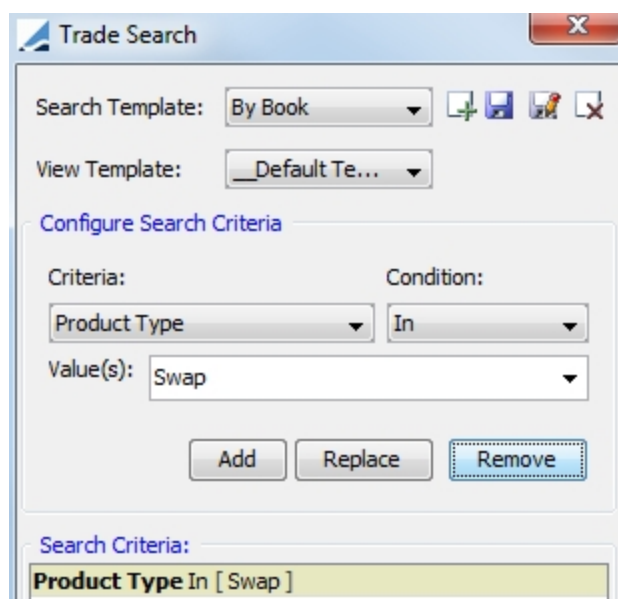 Trade Search
Search Template: By Book
View Template: __Default Te...
Configure Search Criteria
Criteria: Condition:
Product Type In
Value(s): Swap
Add Replace Remove
Search Criteria:
Product Type In [ Swap ]